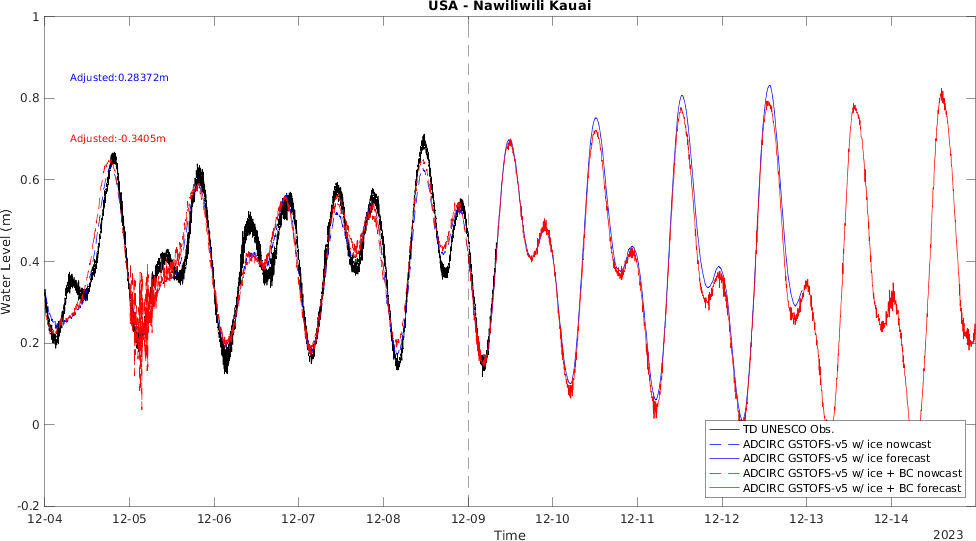 USA - Nawiliwili Kauai
1
0.8
0.6
0.4
0.2
0
-0.2
Water Level (m)
Adjusted:0.28372m
Adjusted:-0.3405m
TD UNESCO Obs.
ADCIRC GSTOFS-v5 w/ ice nowcast
ADCIRC GSTOFS-v5 w/ ice forecast
ADCIRC GSTOFS-v5 w/ ice + BC nowcast
ADCIRC GSTOFS-v5 w/ ice + BC forecast
12-04 12-05 12-06 12-07 12-08 12-09 12-10 12-11 12-12 12-13 12-14
Time
2023